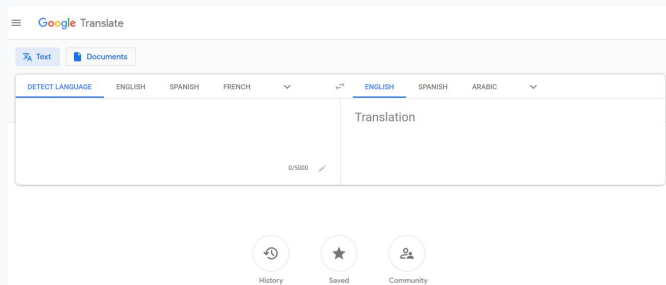 Google Translate
Text Documents
DETECT LANGUAGE ENGLISH SPANISH FRENCH ENGLISH SPANISH ARABIC
Translation
0/5000
History Saved Community